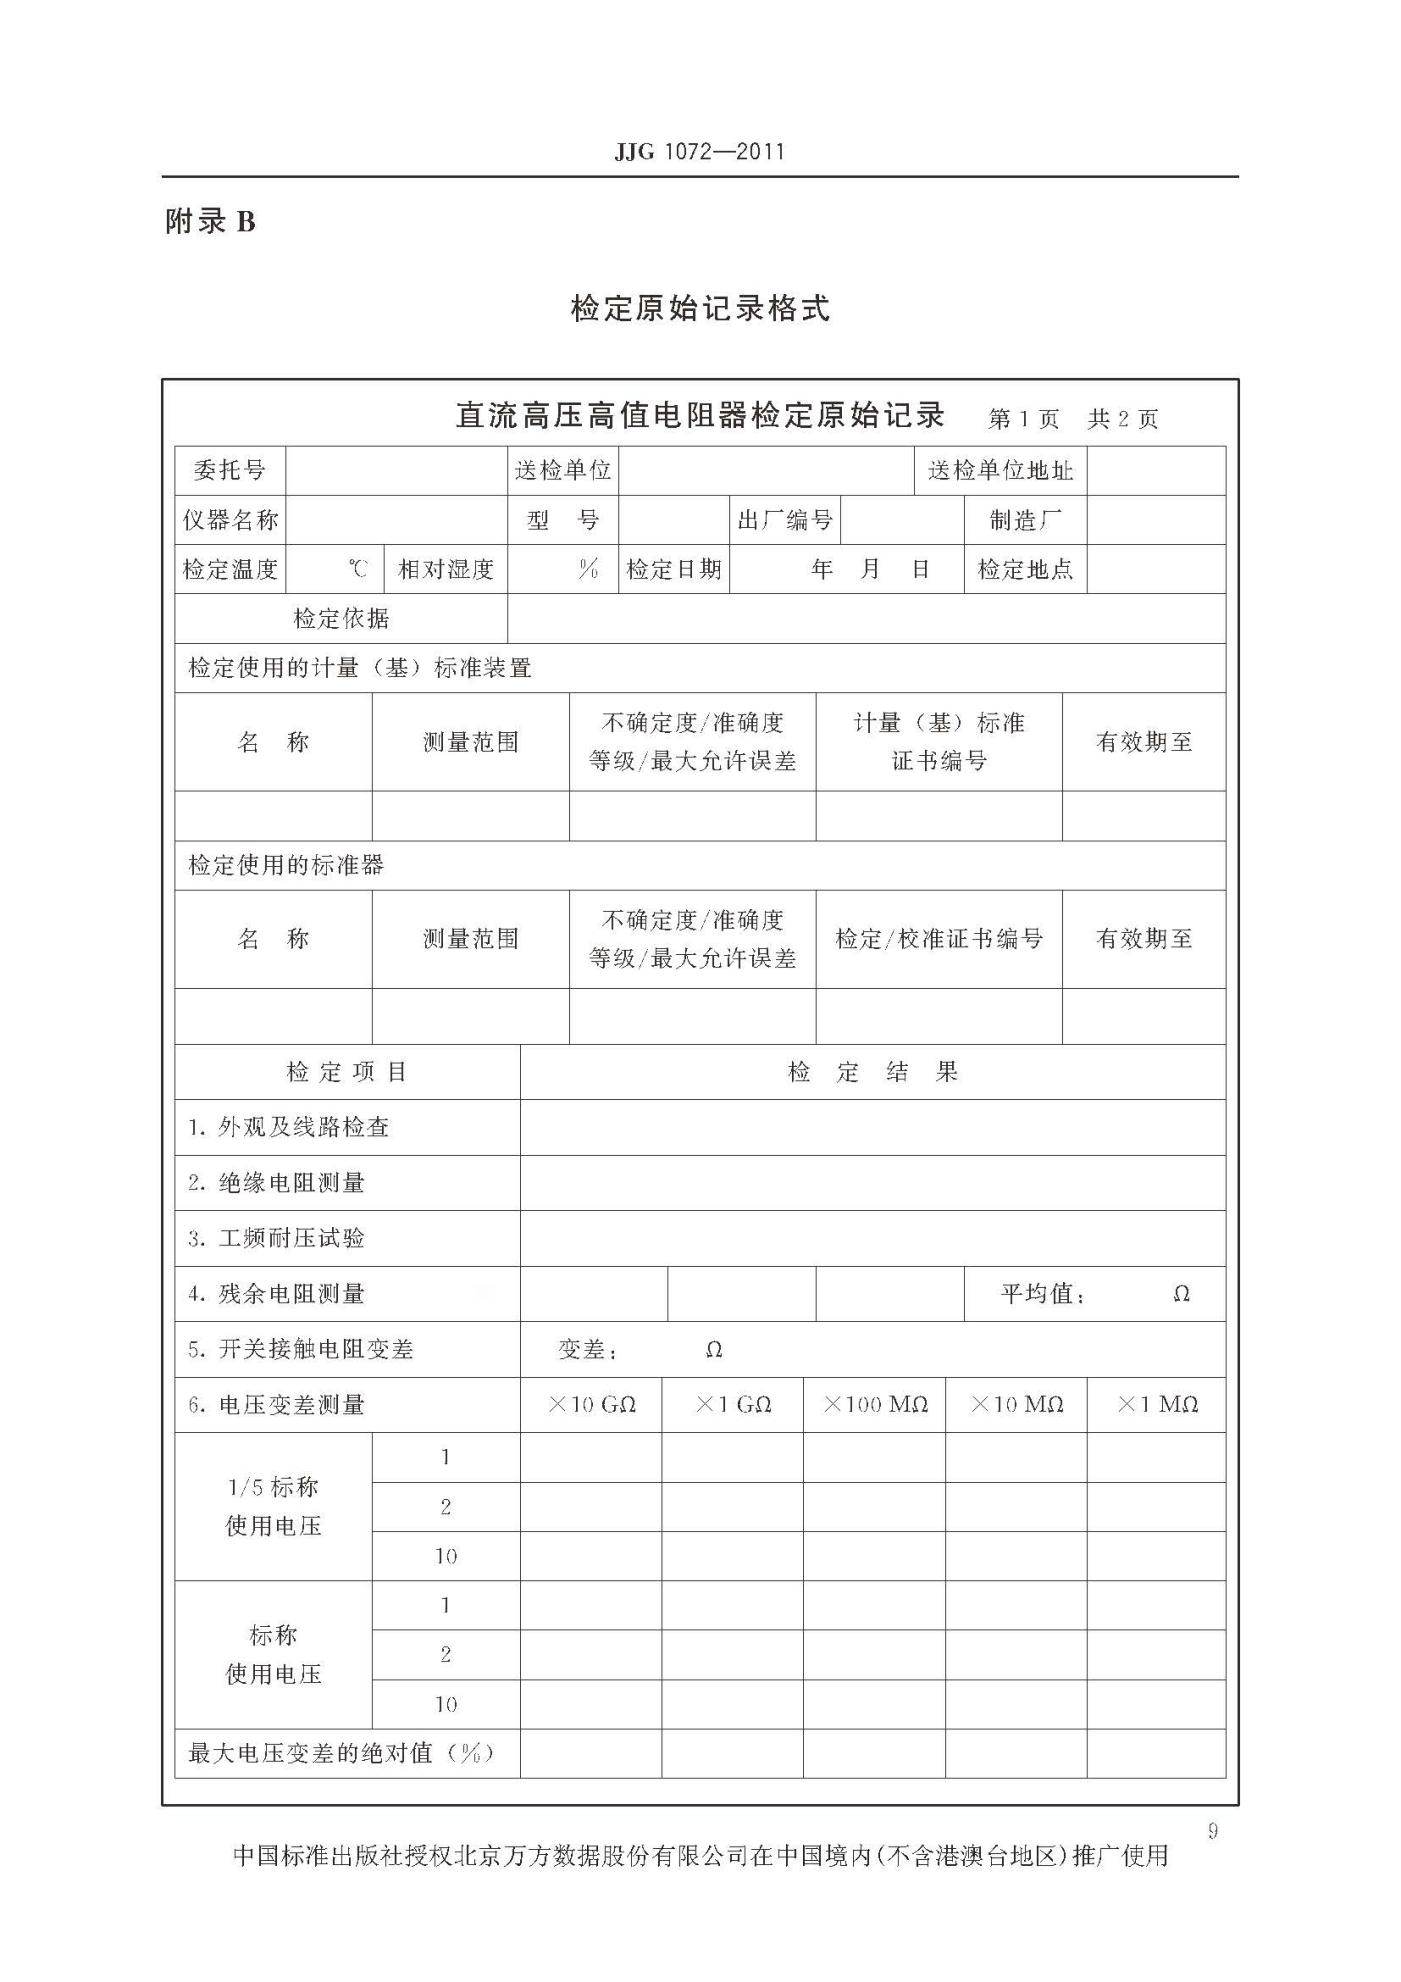 JJG 1072—2011
附录 B
检定原始记录格式
直流高压高值电阻器检定原始记录 第 1 页 共 2 页
委托号 送检单位 送检单位地址
仪器名称 型 号 出厂编号 制造厂
检定温度 ℃ 相对湿度 % 检定日期 年 月 日 检定地点
检定依据
检定使用的计量（基）标准装置
名 称 测量范围 不确定度/准确度 计量（基）标准 有效期至
等级/最大允许误差 证书编号
检定使用的标准器
名 称 测量范围 不确定度/准确度 检定/校准证书编号 有效期至
等级/最大允许误差
检 定 项 目 检 定 结 果
1. 外观及线路检查
2. 绝缘电阻测量
3. 工频耐压试验
4. 残余电阻测量 平均值： Ω
5. 开关接触电阻变差 变差： Ω
6. 电压变差测量 ×10 GΩ ×1 GΩ ×100 MΩ ×10 MΩ ×1 MΩ
1/5 标称
使用电压
1
2
10
标称
使用电压
1
2
10
最大电压变差的绝对值（%）
9
中国标准出版社授权北京万方数据股份有限公司在中国境内(不含港澳台地区)推广使用